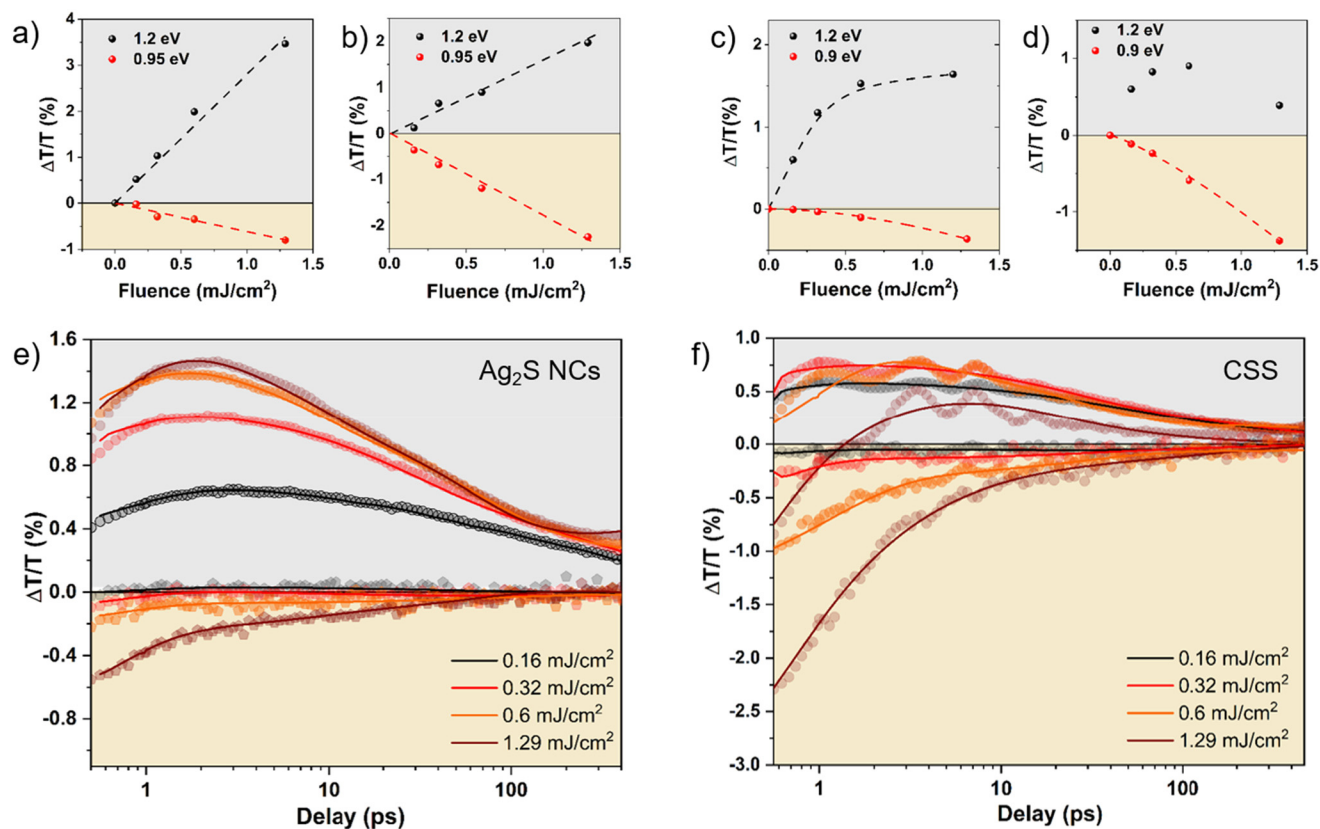 a)
1.2 eV
0.95 eV
ΔT/T (%)
4
3
2
1
0
-1
0.0
0.5
1.0
1.5
Fluence (mJ/cm²)
b)
1.2 eV
0.95 eV
ΔT/T (%)
2
1
0
-1
-2
0.0
0.5
1.0
1.5
Fluence (mJ/cm²)
c)
1.2 eV
0.9 eV
ΔT/T(%)
2
1
0
0.0
0.5
1.0
1.5
Fluence (mJ/cm²)
d)
1.2 eV
0.9 eV
ΔT/T (%)
1
0
-1
0.0
0.5
1.0
1.5
Fluence (mJ/cm²)
e)
Ag₂S NCs
ΔT/T (%)
1.6
1.2
0.8
0.4
0.0
-0.4
-0.8
0.16 mJ/cm²
0.32 mJ/cm²
0.6 mJ/cm²
1.29 mJ/cm²
1
10
100
Delay (ps)
f)
CSS
ΔT/T (%)
1.0
0.5
0.0
-0.5
-1.0
-1.5
-2.0
-2.5
-3.0
0.16 mJ/cm²
0.32 mJ/cm²
0.6 mJ/cm²
1.29 mJ/cm²
1
10
100
Delay (ps)